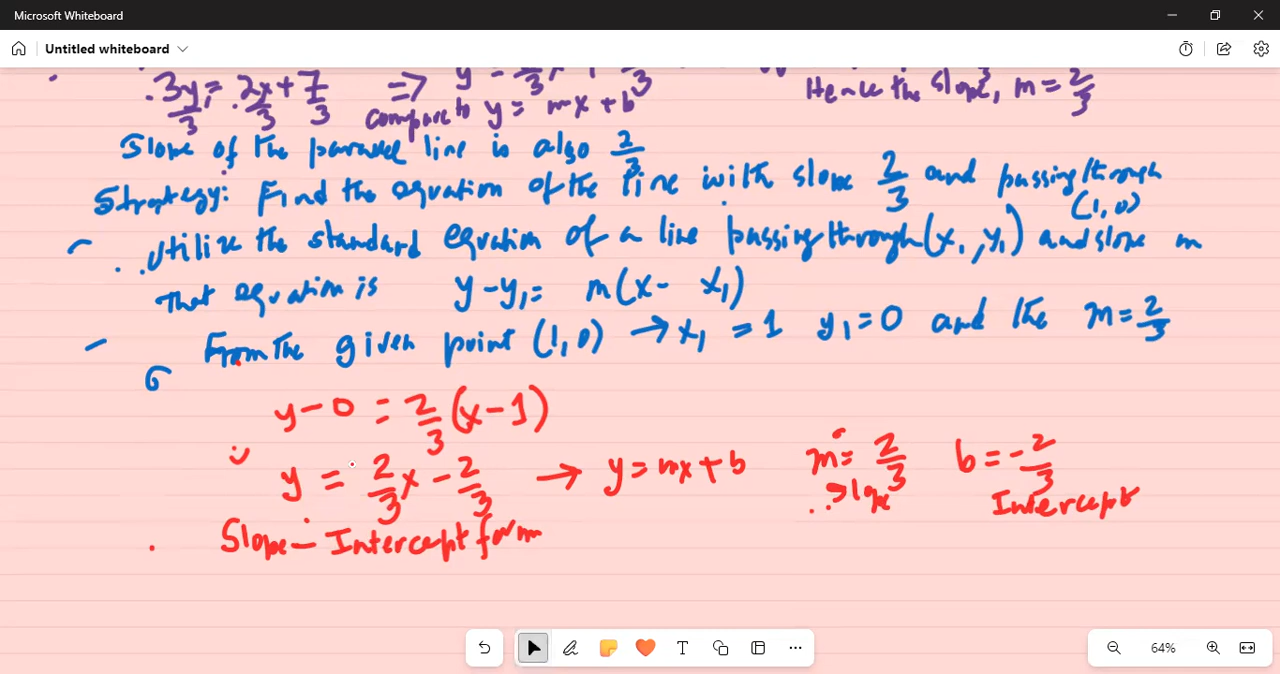 Microsoft Whiteboard
Untitled whiteboard
3y/3 = 2x/3 + 7/3 => y = 
compare to y = mx + b
Hence the slope, m = 2/3
Slope of the parallel line is also 2/3
Strategy: Find the equation of the line with slope 2/3 and passing through (1, 0)
Utilize the standard equation of a line passing through (x₁, y₁) and slope m
that equation is y - y₁ = m(x - x₁)
From the given point (1, 0) → x₁ = 1 y₁ = 0 and the m = 2/3
y - 0 = 2/3 (x - 1)
y = 2/3 x - 2/3 → y = mx + b m = 2/3 b = -2/3
Slope Intercept
Slope - Intercept form
64%